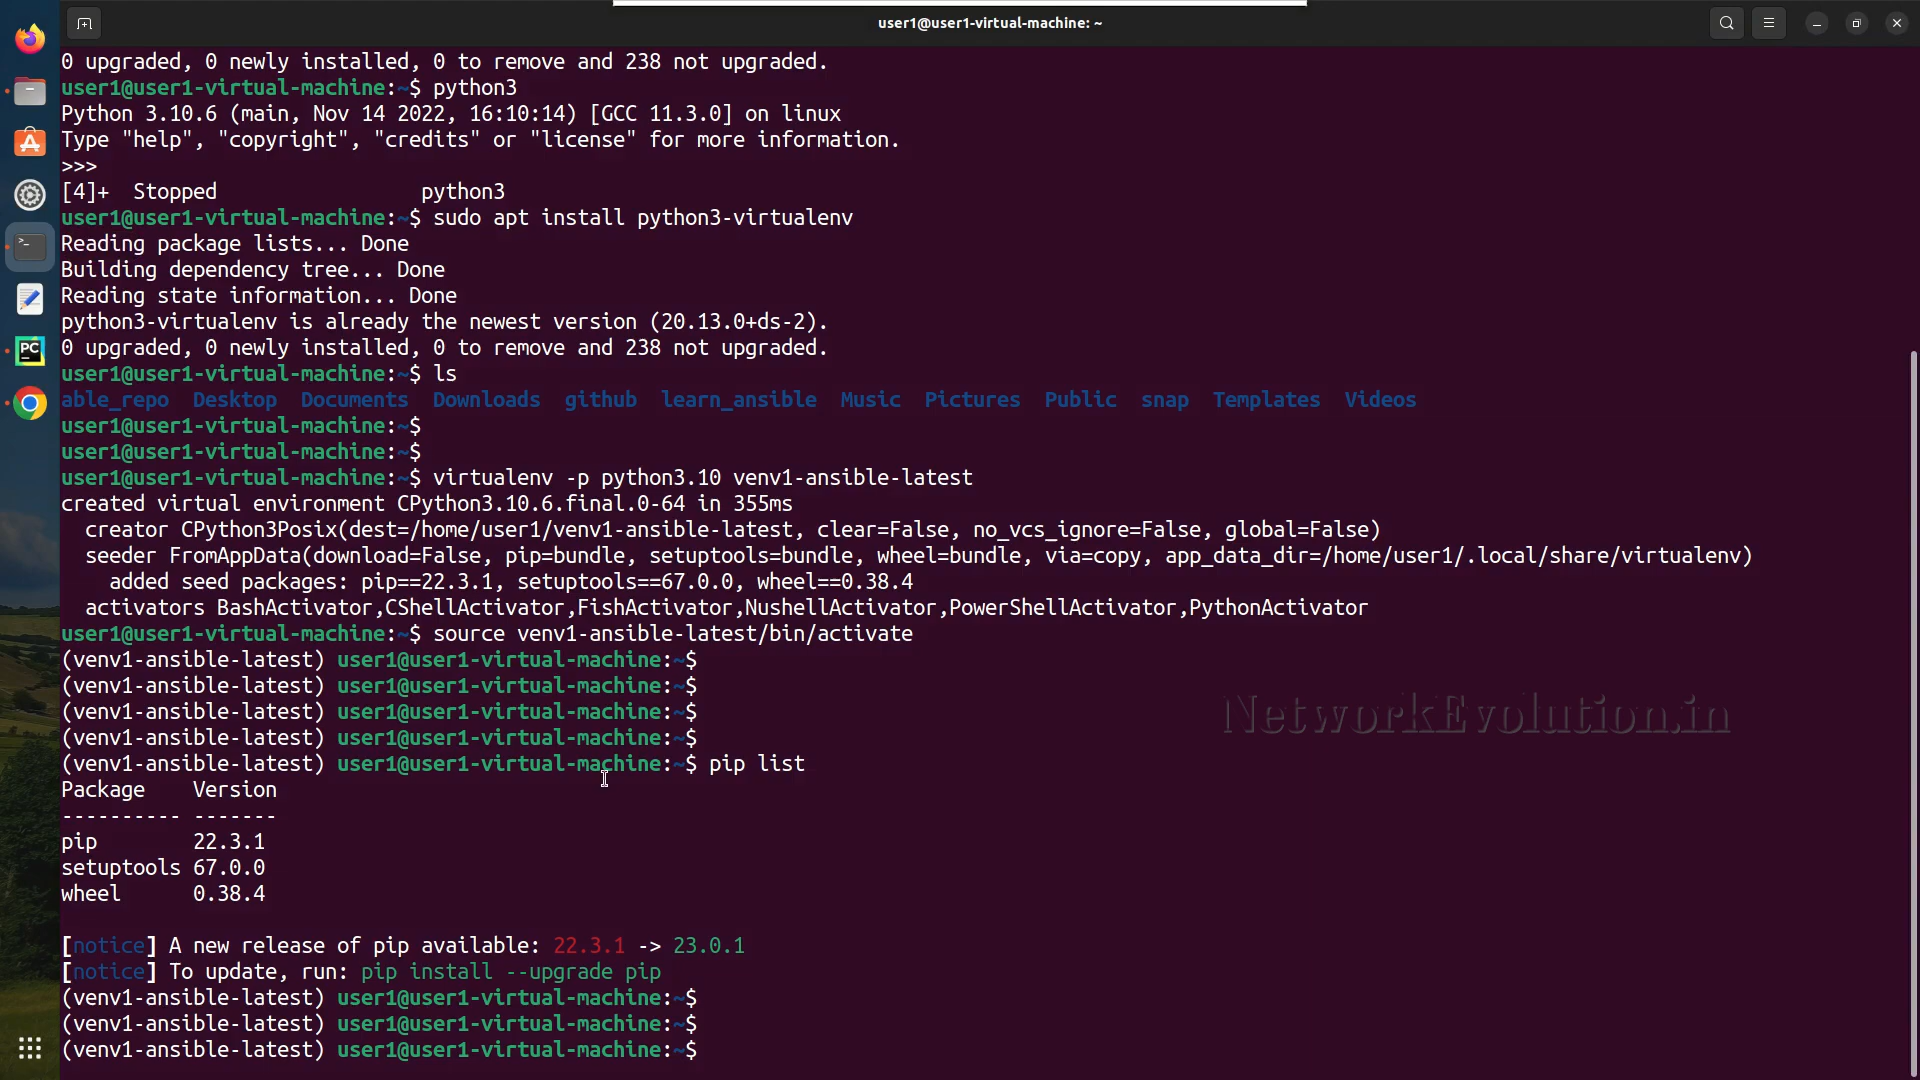 user1@user1-virtual-machine: ~
0 upgraded, 0 newly installed, 0 to remove and 238 not upgraded.
user1@user1-virtual-machine:~$ python3
Python 3.10.6 (main, Nov 14 2022, 16:10:14) [GCC 11.3.0] on linux
Type "help", "copyright", "credits" or "license" for more information.
>>>
[4]+  Stopped                 python3
user1@user1-virtual-machine:~$ sudo apt install python3-virtualenv
Reading package lists... Done
Building dependency tree... Done
Reading state information... Done
python3-virtualenv is already the newest version (20.13.0+ds-2).
0 upgraded, 0 newly installed, 0 to remove and 238 not upgraded.
user1@user1-virtual-machine:~$ ls
able_repo  Desktop  Documents  Downloads  github  learn_ansible  Music  Pictures  Public  snap  Templates  Videos
user1@user1-virtual-machine:~$
user1@user1-virtual-machine:~$
user1@user1-virtual-machine:~$ virtualenv -p python3.10 venv1-ansible-latest
created virtual environment CPython3.10.6.final.0-64 in 355ms
  creator CPython3Posix(dest=/home/user1/venv1-ansible-latest, clear=False, no_vcs_ignore=False, global=False)
  seeder FromAppData(download=False, pip=bundle, setuptools=bundle, wheel=bundle, via=copy, app_data_dir=/home/user1/.local/share/virtualenv)
    added seed packages: pip==22.3.1, setuptools==67.0.0, wheel==0.38.4
  activators BashActivator,CShellActivator,FishActivator,NushellActivator,PowerShellActivator,PythonActivator
user1@user1-virtual-machine:~$ source venv1-ansible-latest/bin/activate
(venv1-ansible-latest) user1@user1-virtual-machine:~$
(venv1-ansible-latest) user1@user1-virtual-machine:~$
(venv1-ansible-latest) user1@user1-virtual-machine:~$
NetworkEvolution.in
(venv1-ansible-latest) user1@user1-virtual-machine:~$
(venv1-ansible-latest) user1@user1-virtual-machine:~$ pip list
Package    Version
---------- -------
pip        22.3.1
setuptools 67.0.0
wheel      0.38.4
[notice] A new release of pip available: 22.3.1 -> 23.0.1
[notice] To update, run: pip install --upgrade pip
(venv1-ansible-latest) user1@user1-virtual-machine:~$
(venv1-ansible-latest) user1@user1-virtual-machine:~$
(venv1-ansible-latest) user1@user1-virtual-machine:~$